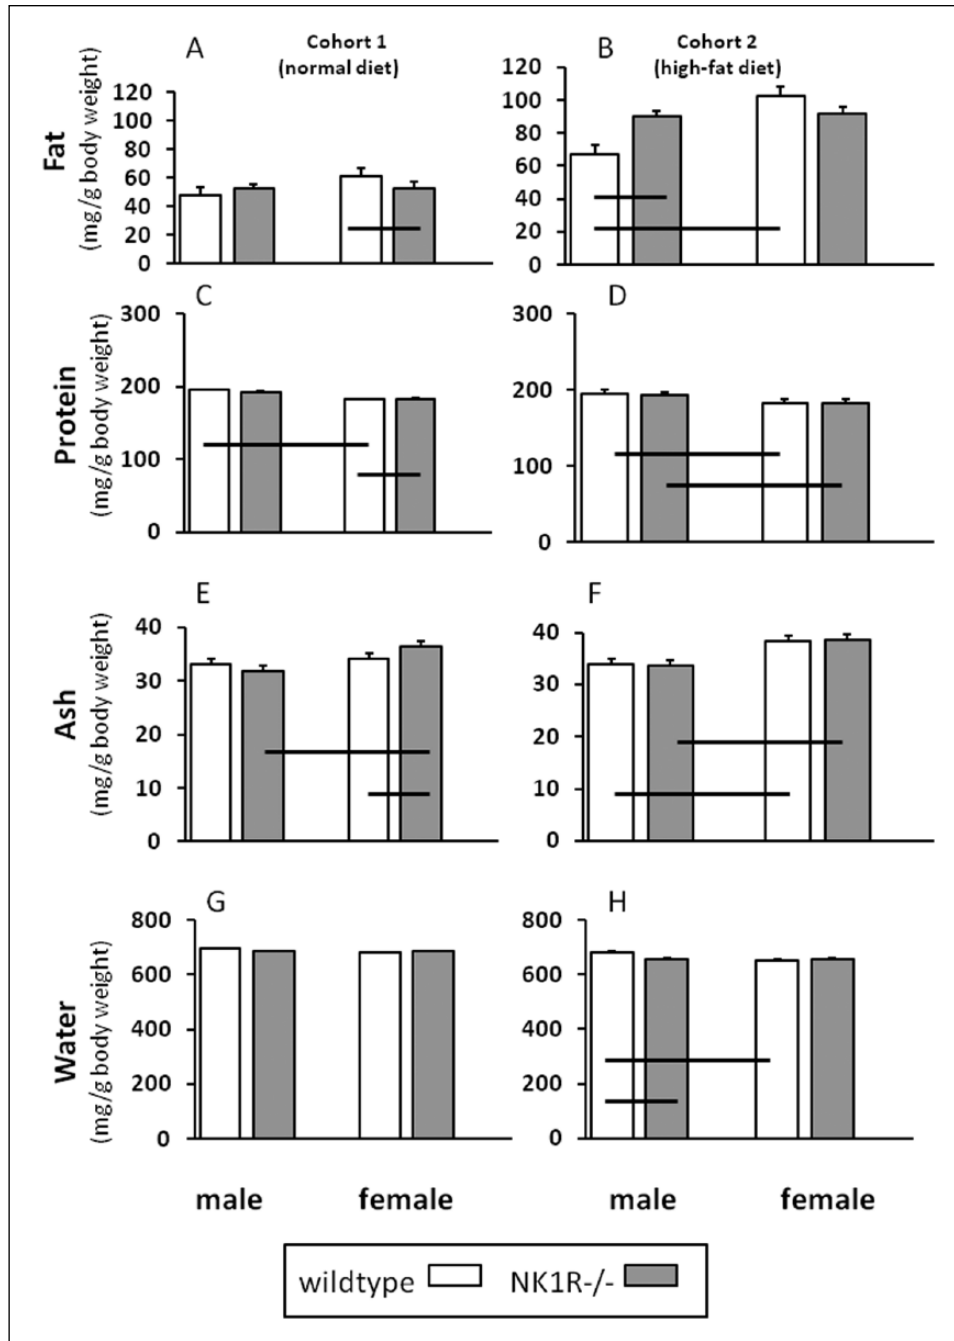 A
Cohort 1
(normal diet)
B
Cohort 2
(high-fat diet)
Fat
(mg/g body weight)
120
100
80
60
40
20
0
120
100
80
60
40
20
0
C
D
Protein
(mg/g body weight)
300
200
100
0
300
200
100
0
E
F
Ash
(mg/g body weight)
40
30
20
10
0
40
30
20
10
0
G
H
Water
(mg/g body weight)
800
600
400
200
0
800
600
400
200
0
male female male female
wildtype NK1R-/-